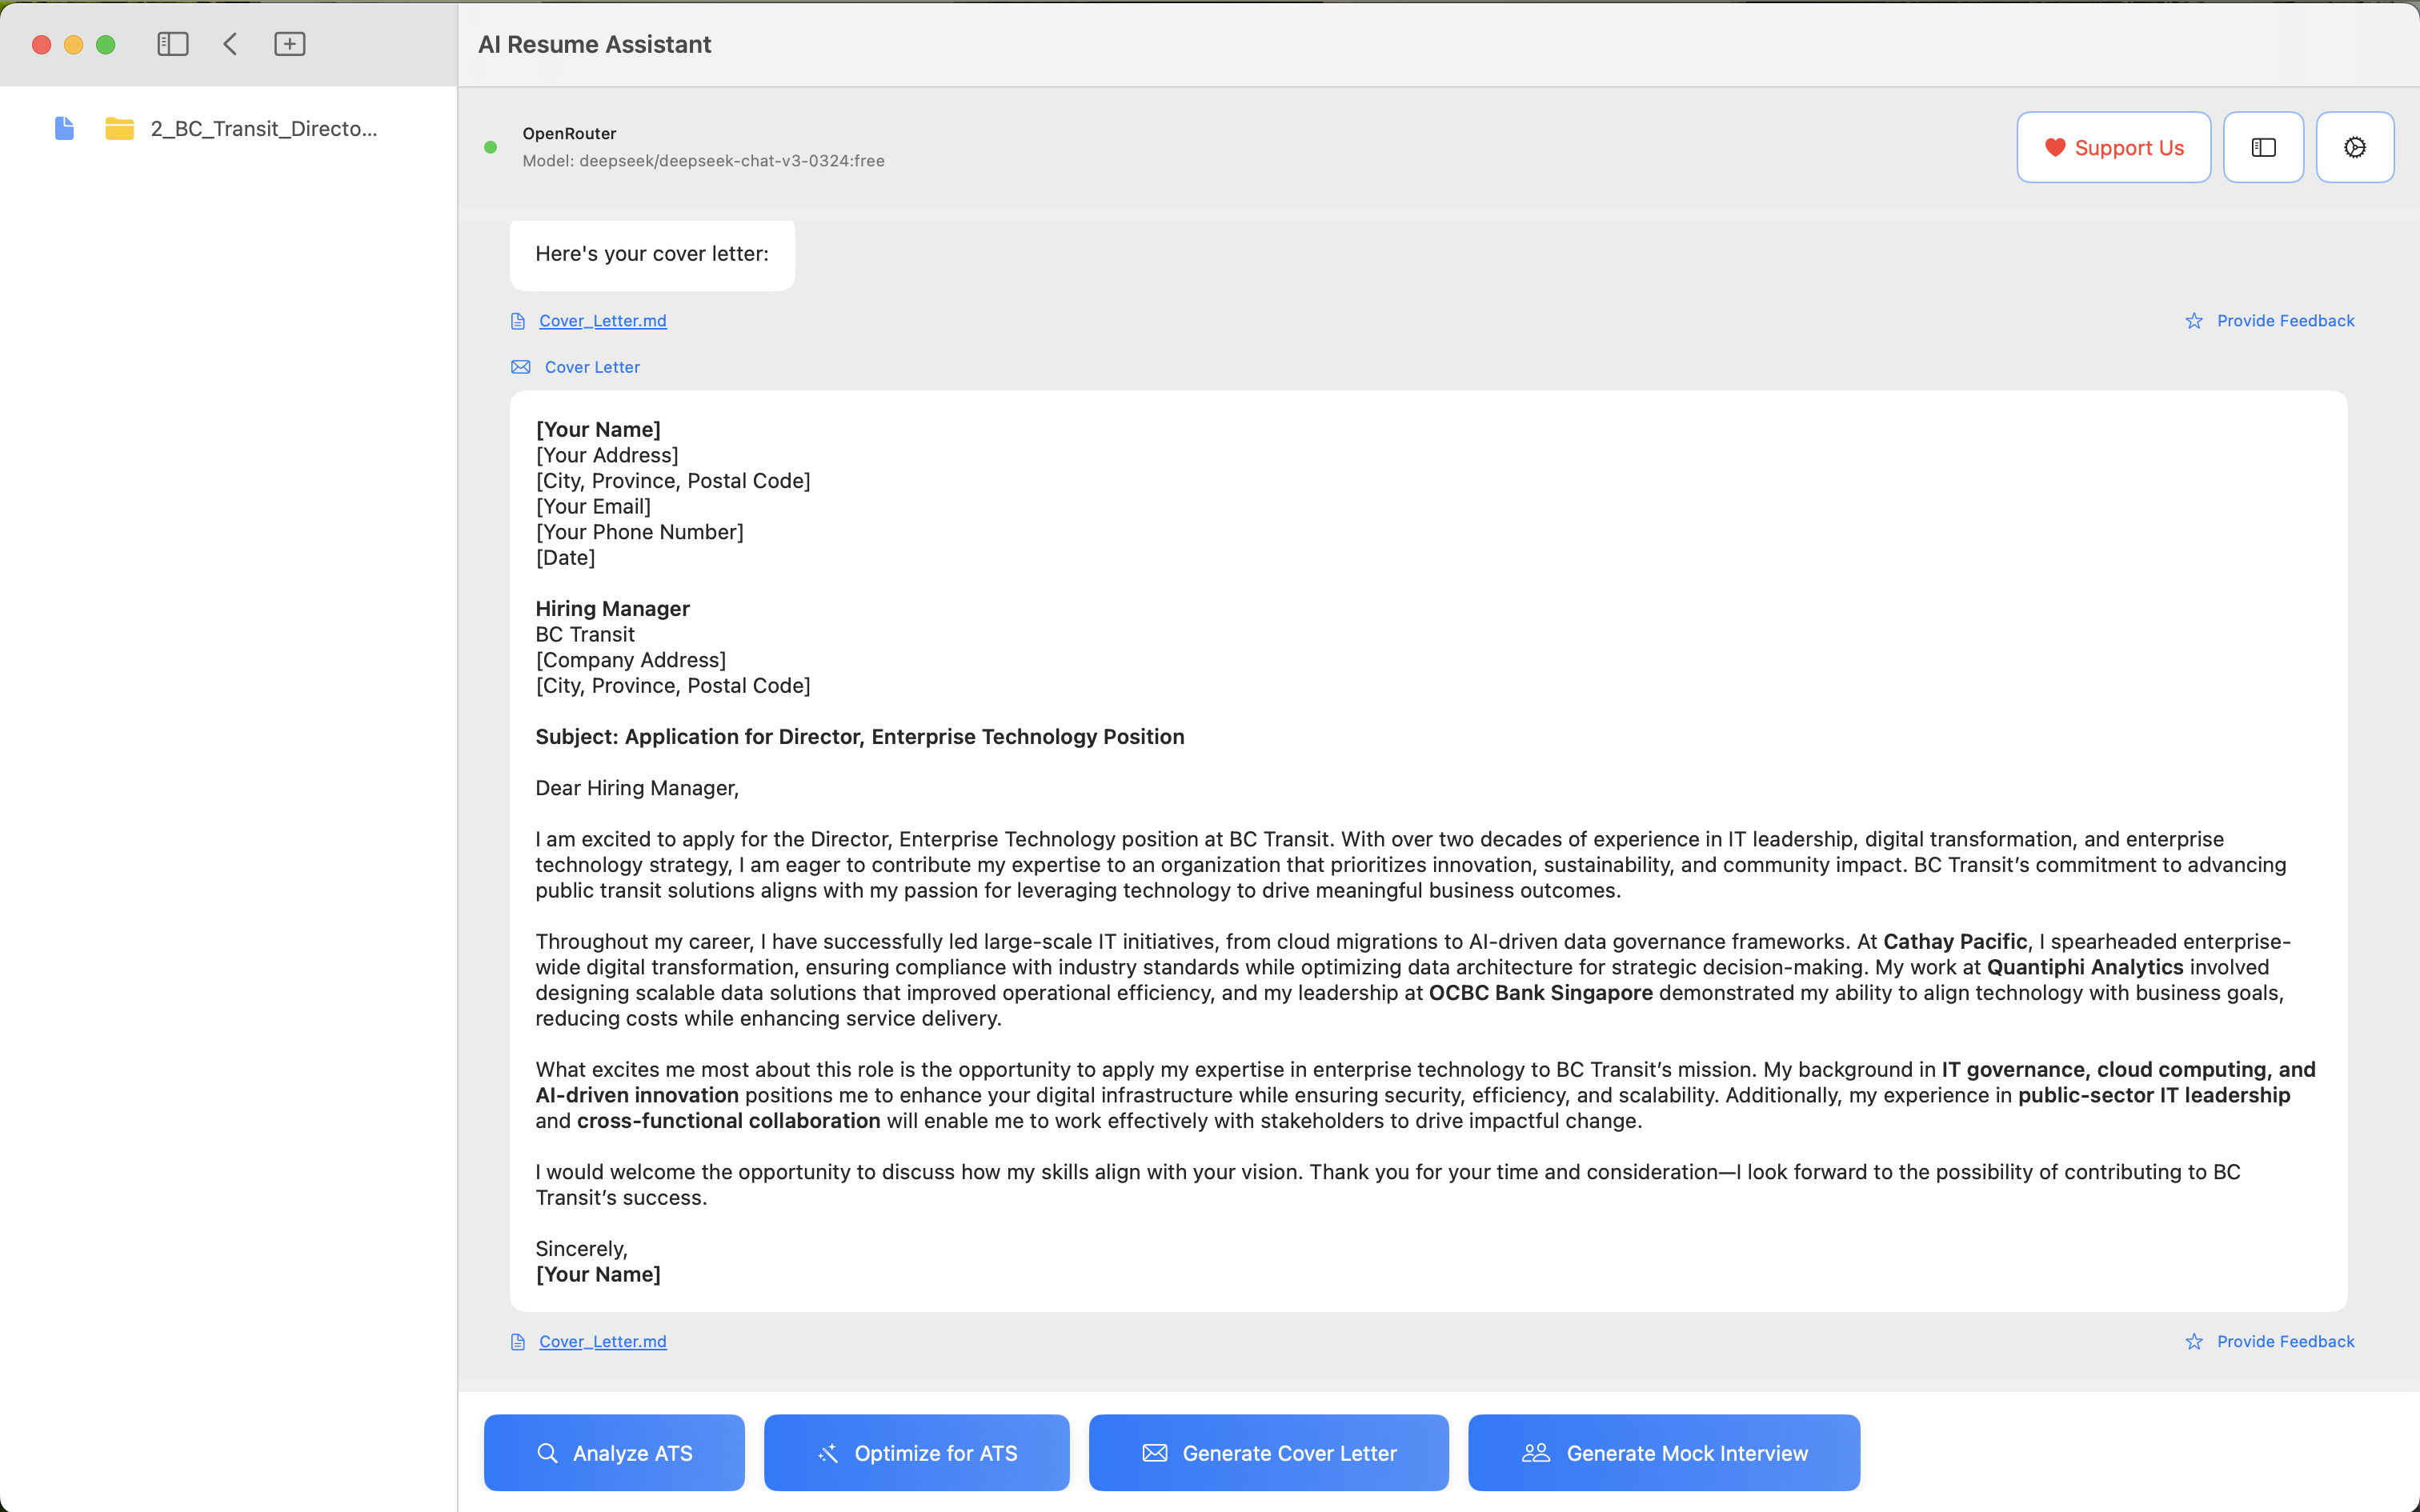 AI Resume Assistant
2_BC_Transit_Directo...
OpenRouter
Model: deepseek/deepseek-chat-v3-0324:free
Support Us
Here's your cover letter:
Cover_Letter.md
Provide Feedback
Cover Letter
[Your Name]
[Your Address]
[City, Province, Postal Code]
[Your Email]
[Your Phone Number]
[Date]
Hiring Manager
BC Transit
[Company Address]
[City, Province, Postal Code]
Subject: Application for Director, Enterprise Technology Position
Dear Hiring Manager,
I am excited to apply for the Director, Enterprise Technology position at BC Transit. With over two decades of experience in IT leadership, digital transformation, and enterprise
technology strategy, I am eager to contribute my expertise to an organization that prioritizes innovation, sustainability, and community impact. BC Transit’s commitment to advancing
public transit solutions aligns with my passion for leveraging technology to drive meaningful business outcomes.
Throughout my career, I have successfully led large-scale IT initiatives, from cloud migrations to AI-driven data governance frameworks. At Cathay Pacific, I spearheaded enterprise-
wide digital transformation, ensuring compliance with industry standards while optimizing data architecture for strategic decision-making. My work at Quantiphi Analytics involved
designing scalable data solutions that improved operational efficiency, and my leadership at OCBC Bank Singapore demonstrated my ability to align technology with business goals,
reducing costs while enhancing service delivery.
What excites me most about this role is the opportunity to apply my expertise in enterprise technology to BC Transit’s mission. My background in IT governance, cloud computing, and
AI-driven innovation positions me to enhance your digital infrastructure while ensuring security, efficiency, and scalability. Additionally, my experience in public-sector IT leadership
and cross-functional collaboration will enable me to work effectively with stakeholders to drive impactful change.
I would welcome the opportunity to discuss how my skills align with your vision. Thank you for your time and consideration—I look forward to the possibility of contributing to BC
Transit’s success.
Sincerely,
[Your Name]
Cover_Letter.md
Provide Feedback
Analyze ATS
Optimize for ATS
Generate Cover Letter
Generate Mock Interview